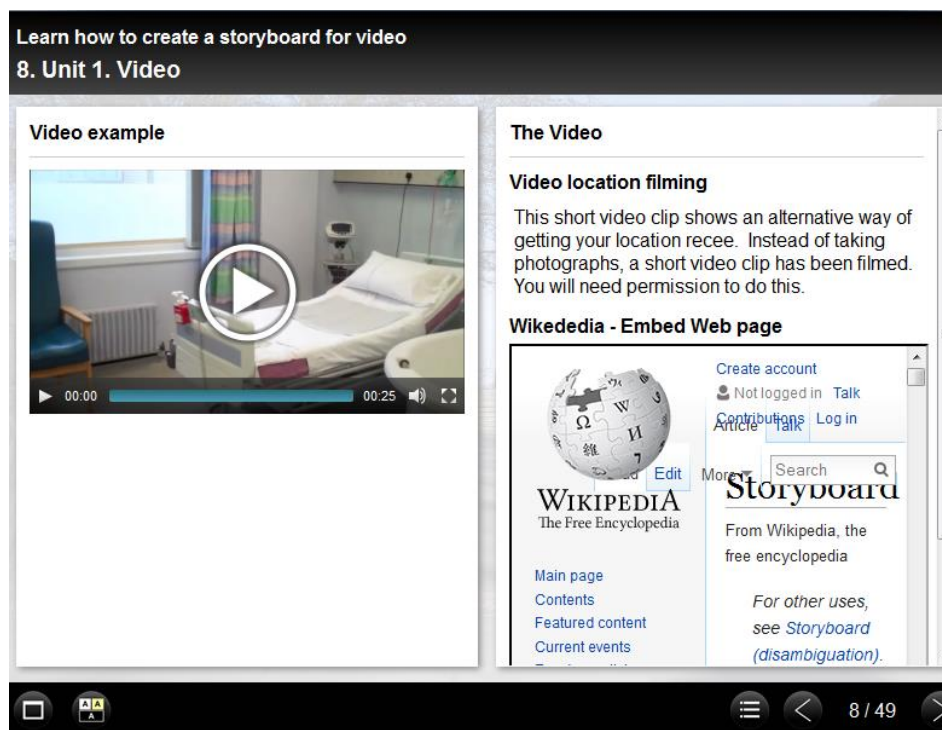 Learn how to create a storyboard for video
8. Unit 1. Video
Video example
00:00
00:25
The Video
Video location filming
This short video clip shows an alternative way of
getting your location recee. Instead of taking
photographs, a short video clip has been filmed.
You will need permission to do this.
Wikededia - Embed Web page
Create account
Not logged in Talk
Contributions Log in
Article Talk
Edit More Search
Storyboard
WIKIPEDIA
The Free Encyclopedia
From Wikipedia, the
free encyclopedia
Main page
Contents
Featured content
Current events
For other uses,
see Storyboard
(disambiguation).
A A
A
8 / 49